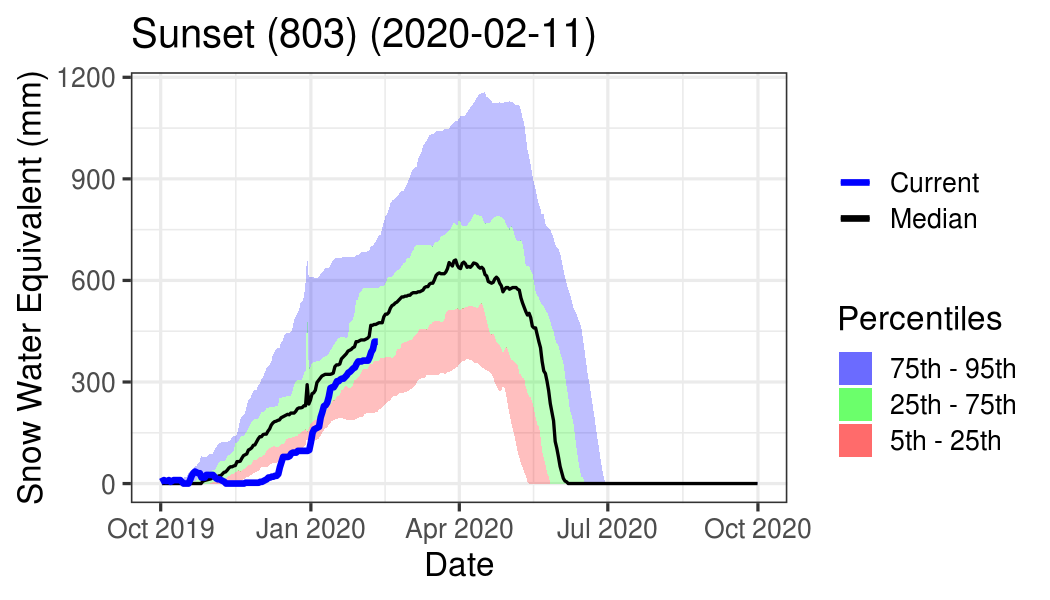 Sunset (803) (2020-02-11)
Snow Water Equivalent (mm)
1200
900
600
300
0
Oct 2019
Jan 2020
Apr 2020
Jul 2020
Oct 2020
Date
Current
Median
Percentiles
75th - 95th
25th - 75th
5th - 25th